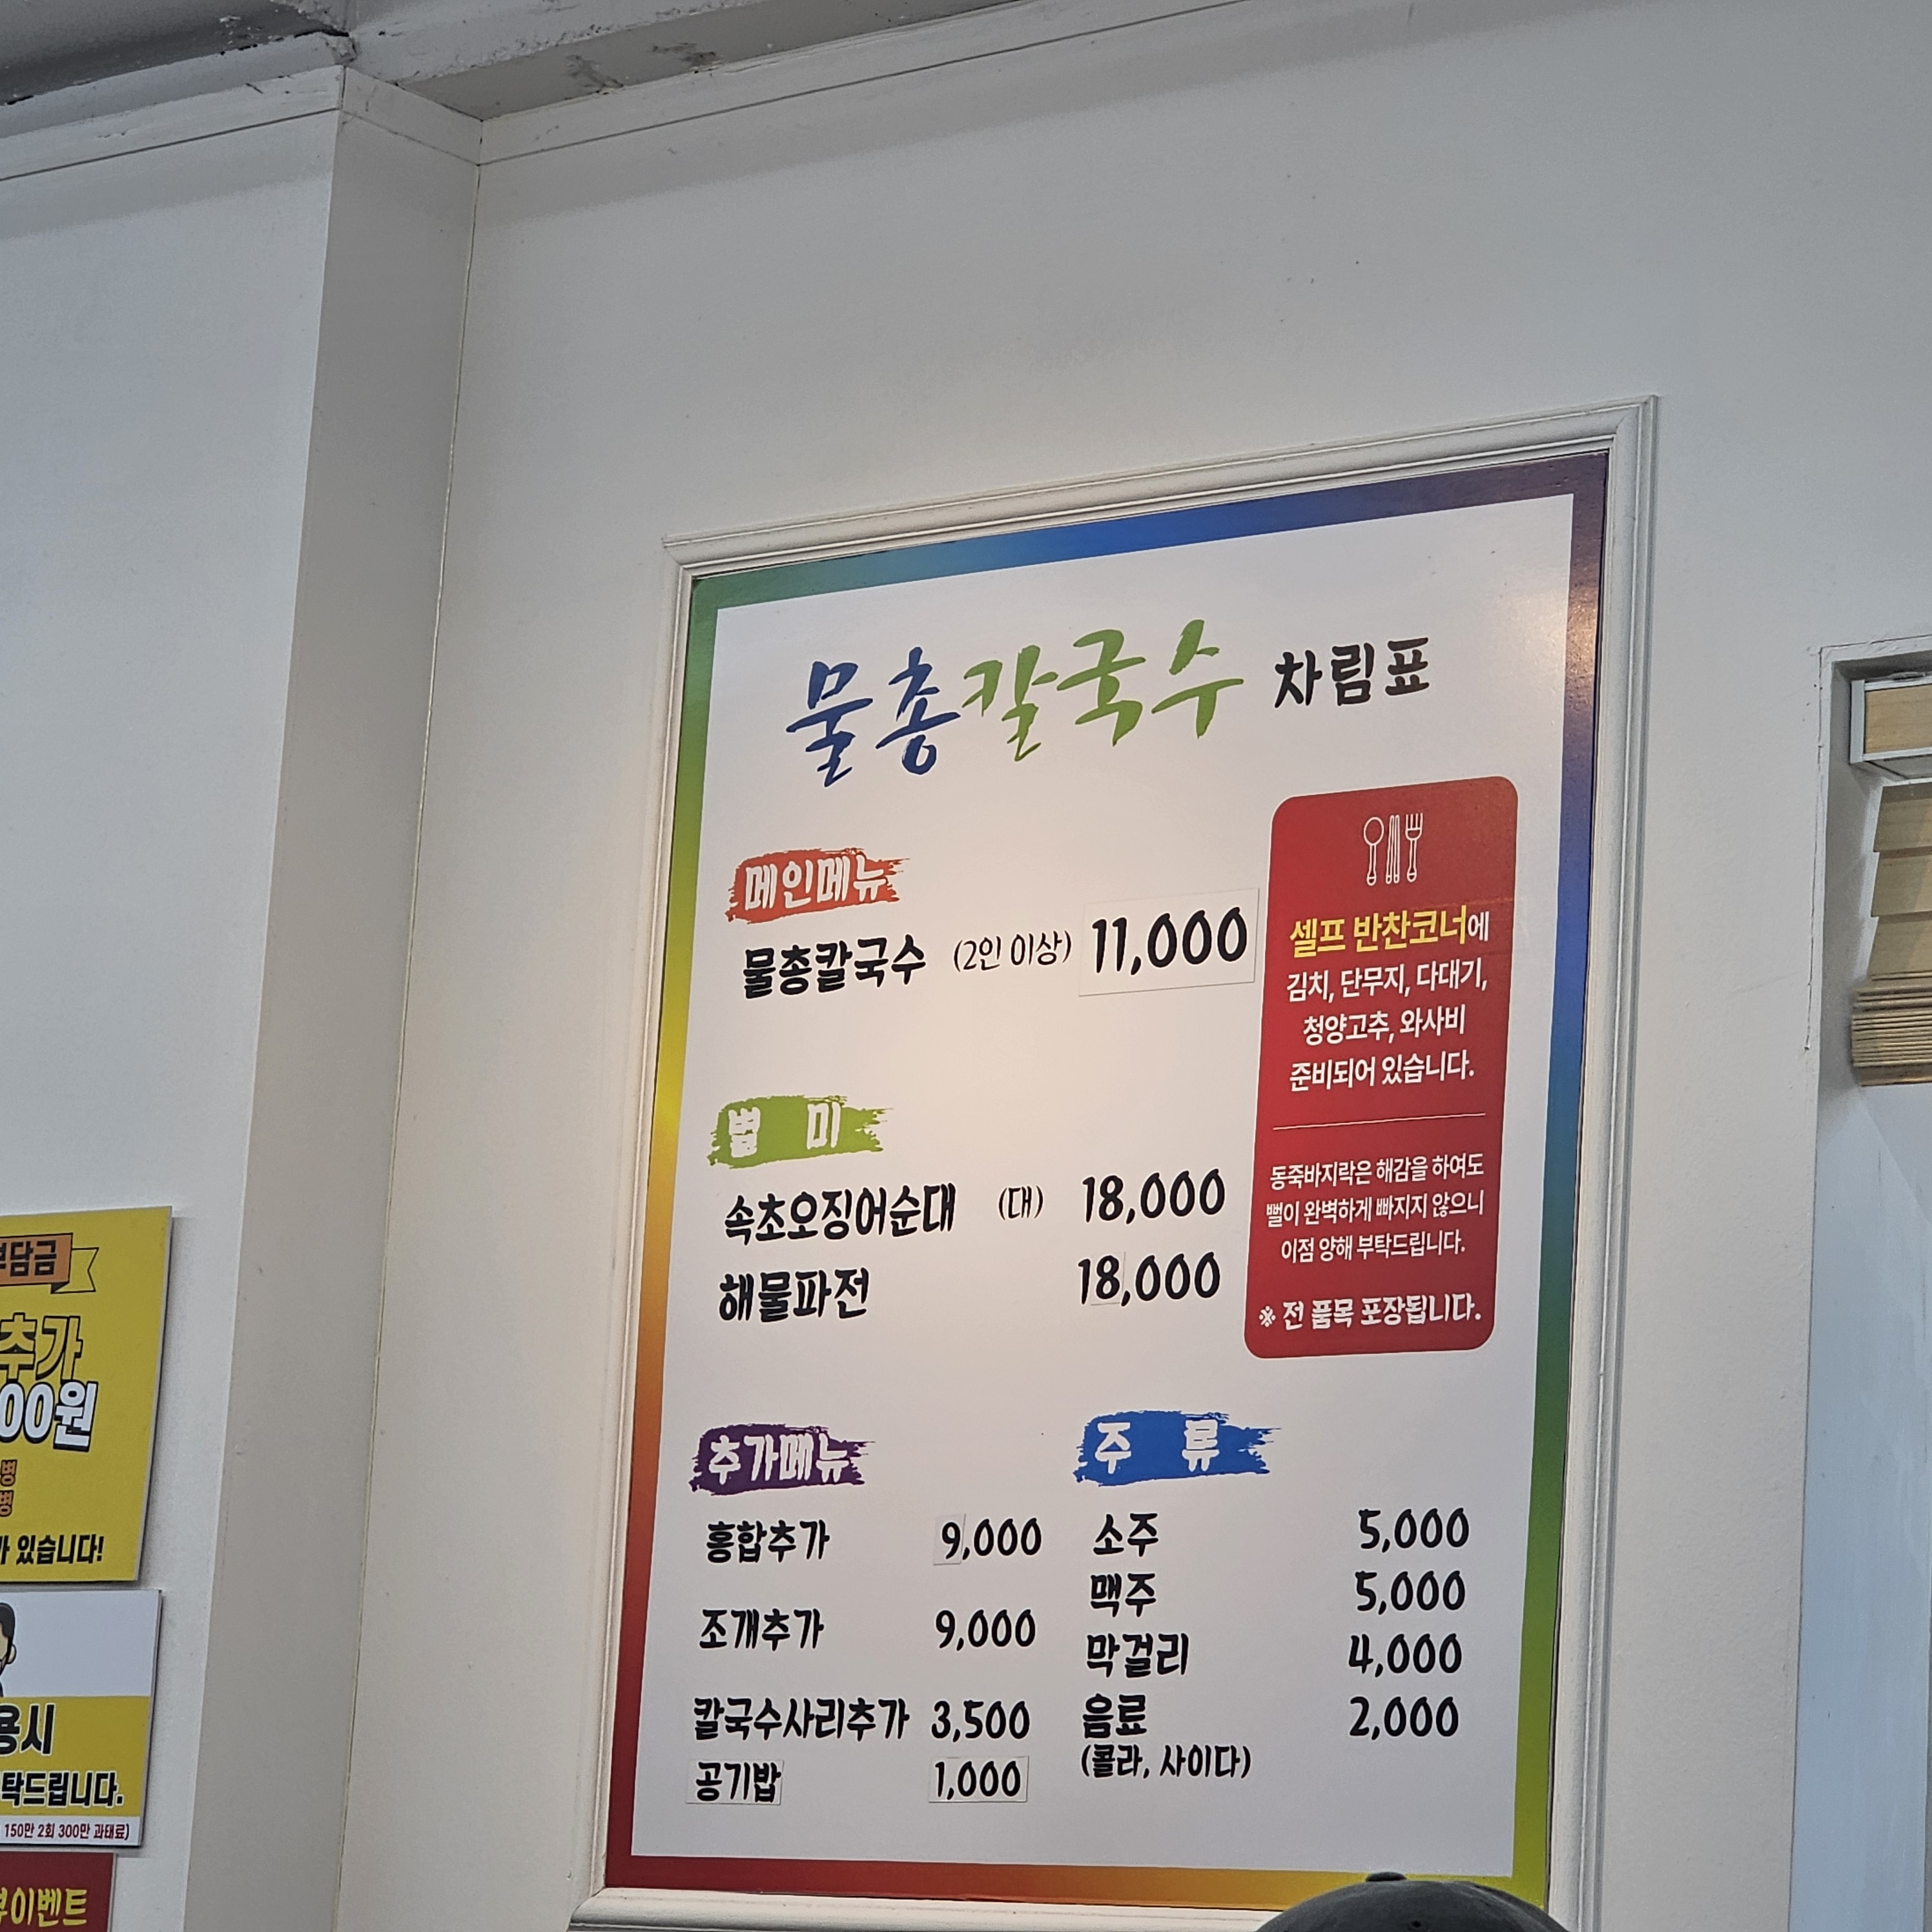 물총칼국수 차림표
메인메뉴
물총칼국수 (2인 이상) 11,000
별 미
속초오징어순대 (대) 18,000
해물파전 18,000
셀프 반찬코너에
김치, 단무지, 다대기,
청양고추, 와사비
준비되어 있습니다.
동죽바지락은 해감을 하여도
뻘이 완벽하게 빠지지 않으니
이점 양해 부탁드립니다.
※ 전 품목 포장됩니다.
추가메뉴
홍합추가 9,000
조개추가 9,000
칼국수사리추가 3,500
공기밥 1,000
주 류
소주 5,000
맥주 5,000
막걸리 4,000
음료 2,000
(콜라, 사이다)
담금
추가
00원
병
병
가 있습니다!
용시
탁드립니다.
150만 2회 300만 과태료)
이벤트